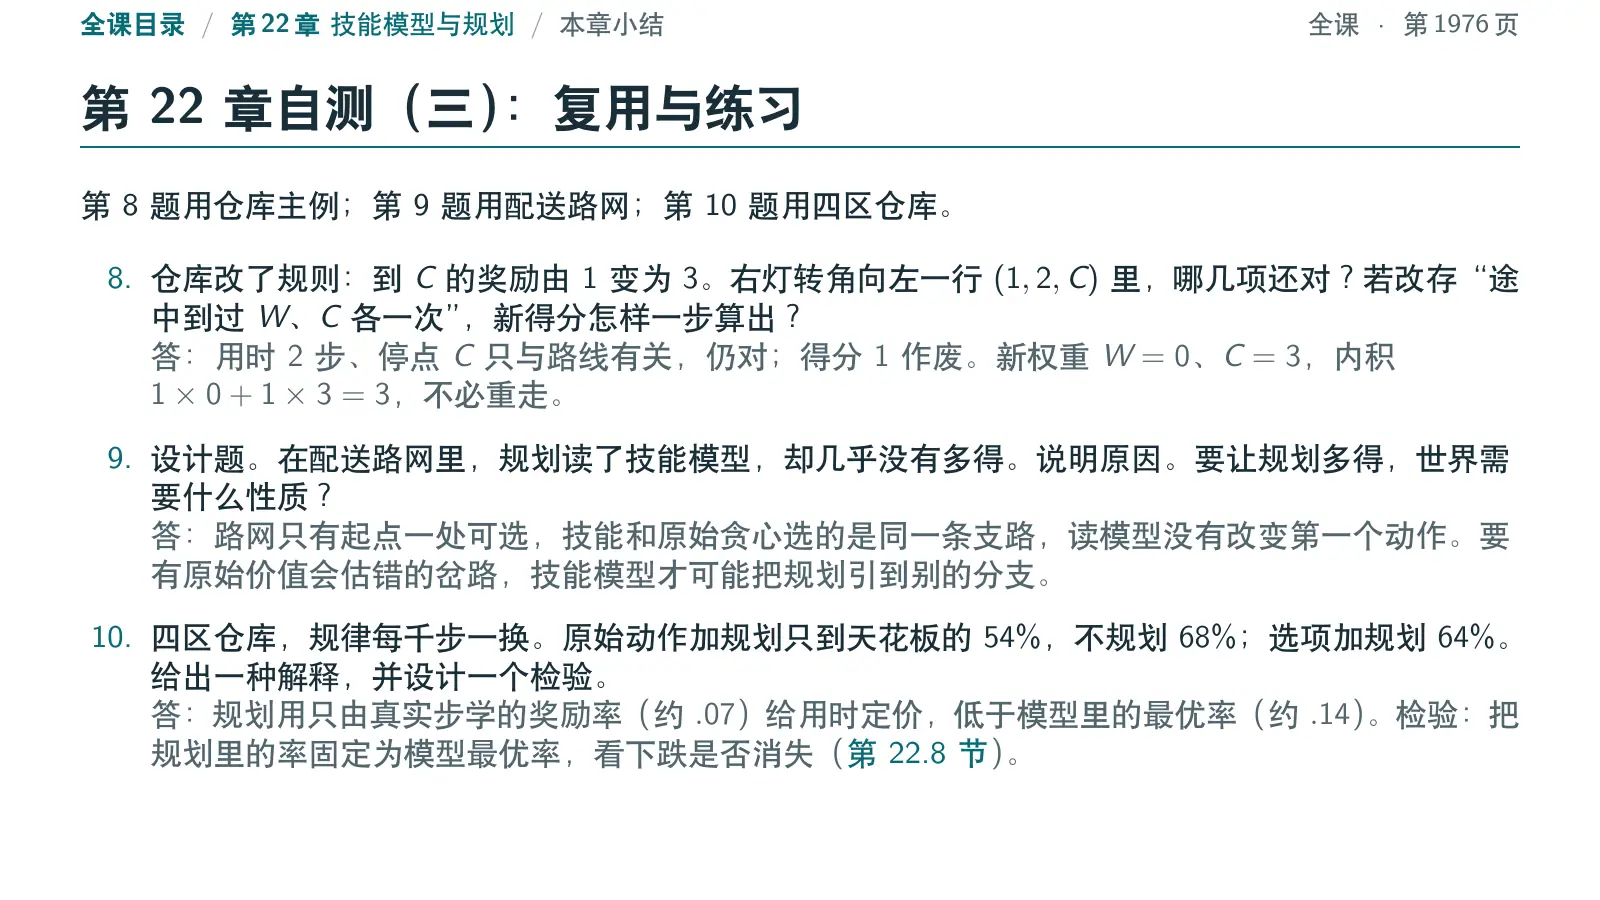 全课目录 / 第 22 章 技能模型与规划 / 本章小结
全课 · 第 1976 页
第 22 章自测（三）：复用与练习
第 8 题用仓库主例；第 9 题用配送路网；第 10 题用四区仓库。
8. 仓库改了规则：到 C 的奖励由 1 变为 3。右灯转角向左一行 (1, 2, C) 里，哪几项还对？若改存“途
中到过 W、C 各一次”，新得分怎样一步算出？
答：用时 2 步、停点 C 只与路线有关，仍对；得分 1 作废。新权重 W = 0、C = 3，内积
1 × 0 + 1 × 3 = 3，不必重走。
9. 设计题。在配送路网里，规划读了技能模型，却几乎没有多得。说明原因。要让规划多得，世界需
要什么性质？
答：路网只有起点一处可选，技能和原始贪心选的是同一条支路，读模型没有改变第一个动作。要
有原始价值会估错的岔路，技能模型才可能把规划引到别的分支。
10. 四区仓库，规律每千步一换。原始动作加规划只到天花板的 54%，不规划 68%；选项加规划 64%。
给出一种解释，并设计一个检验。
答：规划用只由真实步学的奖励率（约 .07）给用时定价，低于模型里的最优率（约 .14）。检验：把
规划里的率固定为模型最优率，看下跌是否消失（第 22.8 节）。